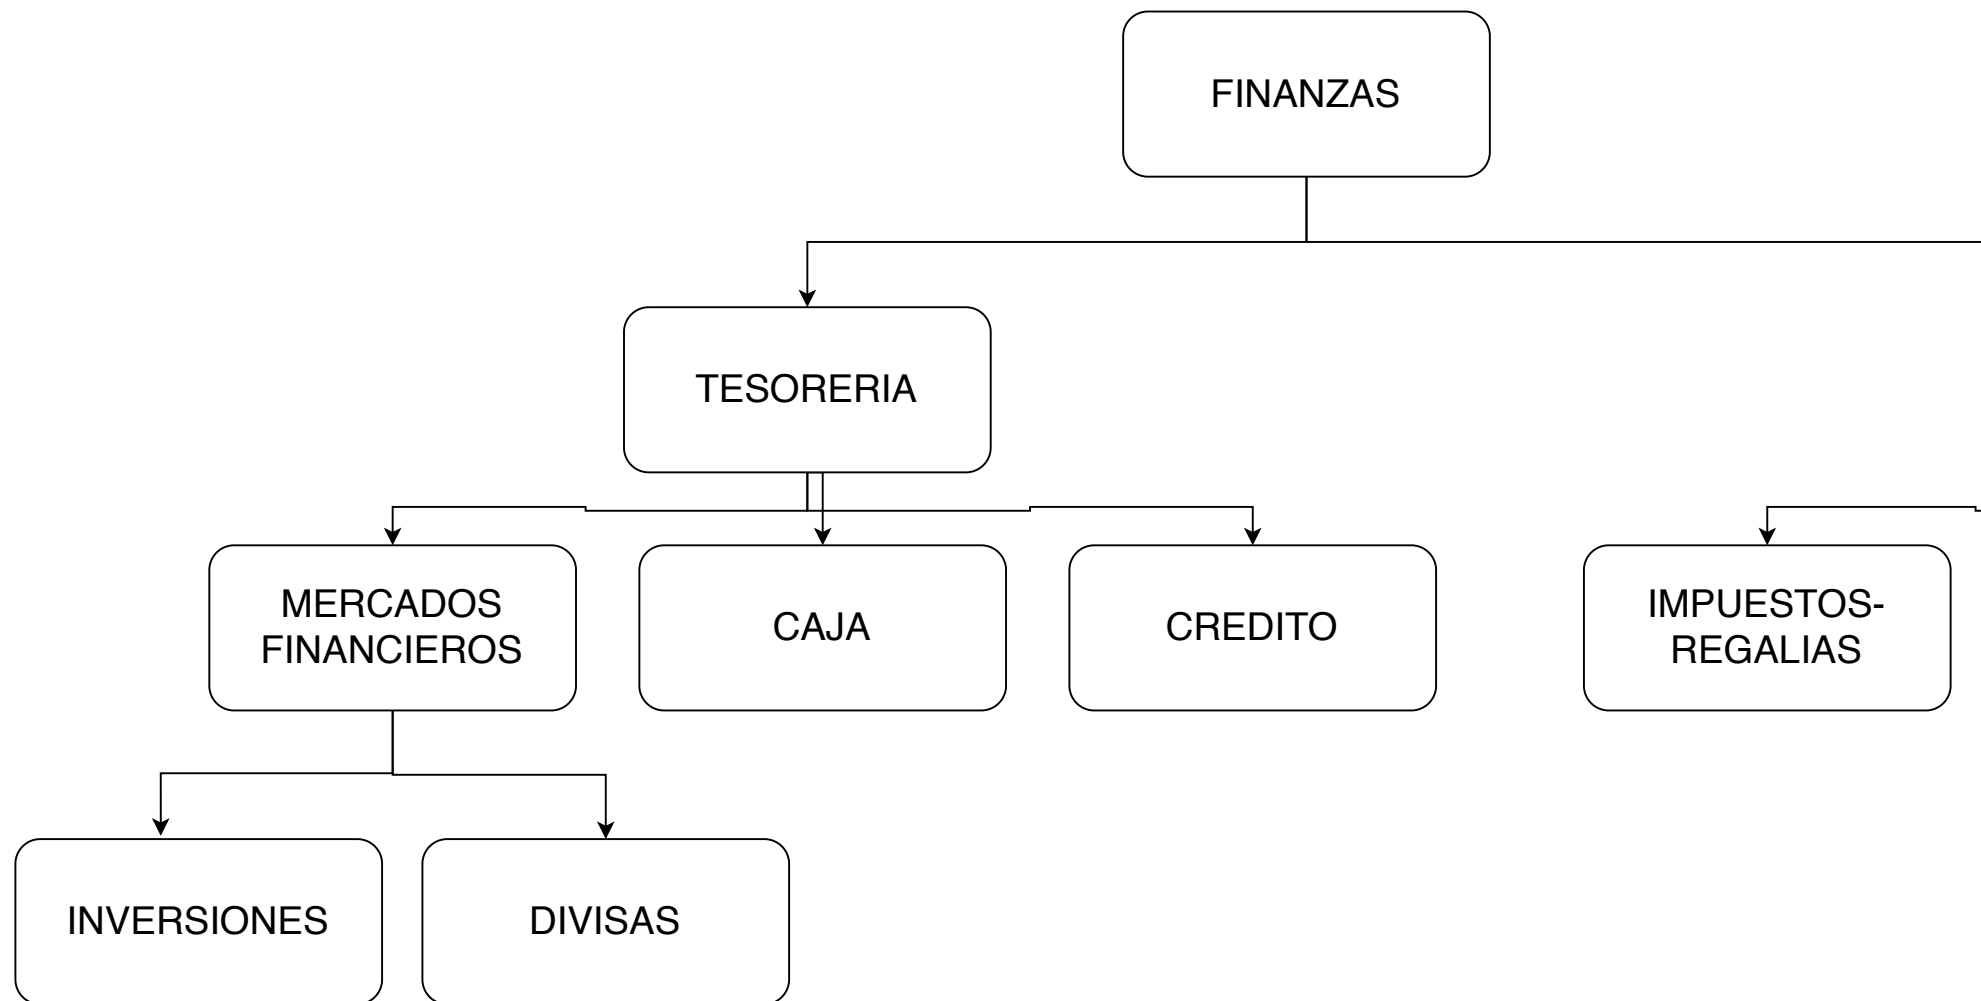 FINANZAS
TESORERIA
MERCADOS
FINANCIEROS
CAJA
CREDITO
IMPUESTOS-
REGALIAS
INVERSIONES
DIVISAS